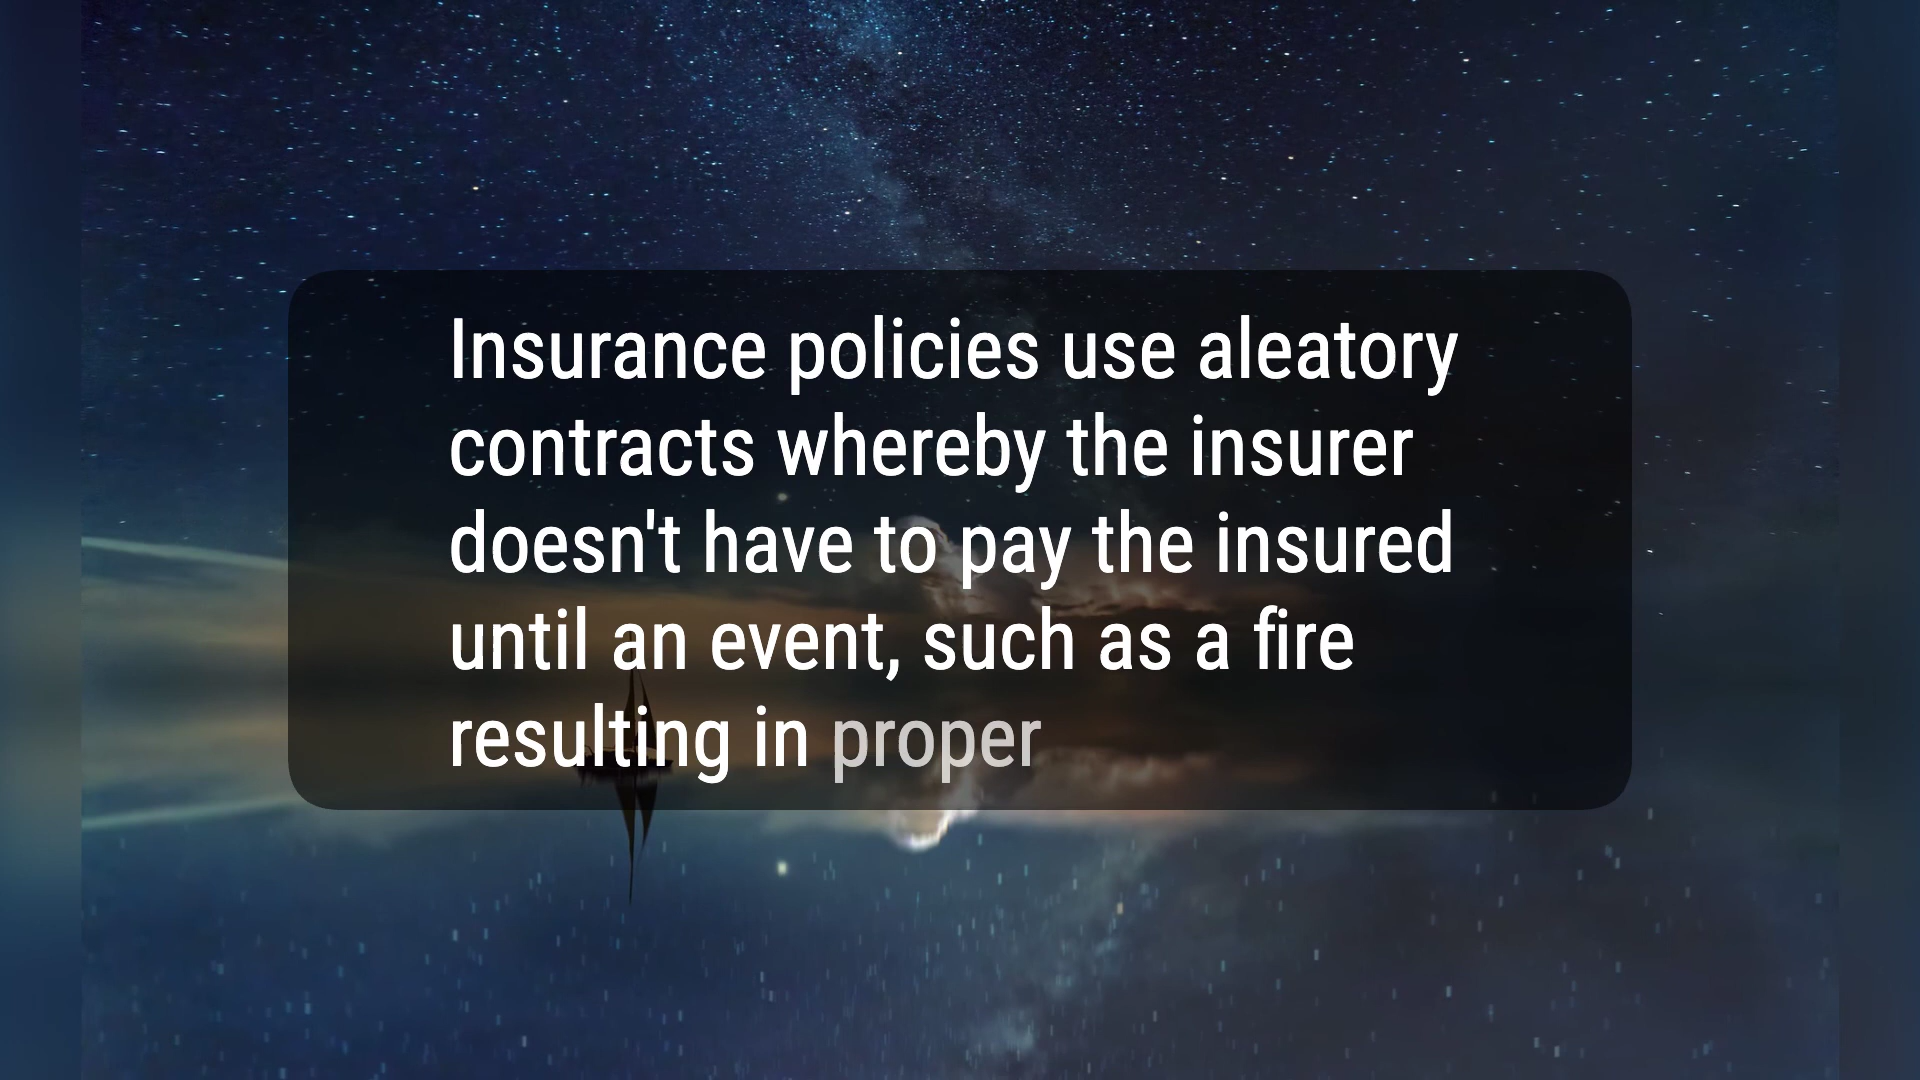 Insurance policies use aleatory
contracts whereby the insurer
doesn't have to pay the insured
until an event, such as a fire
resulting in proper